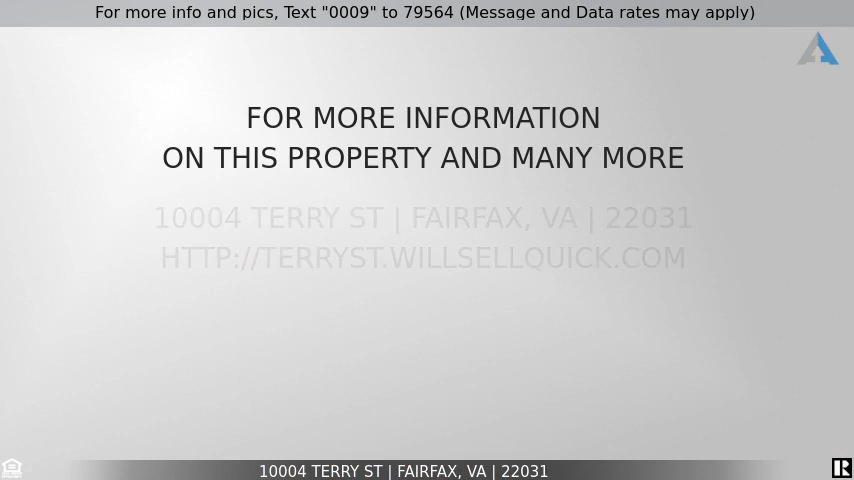 For more info and pics, Text "0009" to 79564 (Message and Data rates may apply)
FOR MORE INFORMATION
ON THIS PROPERTY AND MANY MORE
10004 TERRY ST | FAIRFAX, VA | 22031
HTTP://TERRYST.WILLSELLQUICK.COM
10004 TERRY ST | FAIRFAX, VA | 22031